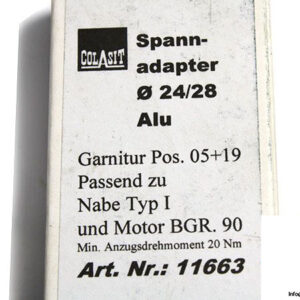 COLASIT
Spann-
adapter
Ø 24/28
Alu
Garnitur Pos. 05+19
Passend zu
Nabe Typ I
und Motor BGR. 90
Min. Anzugsdrehmoment 20 Nm
Art. Nr.: 11663